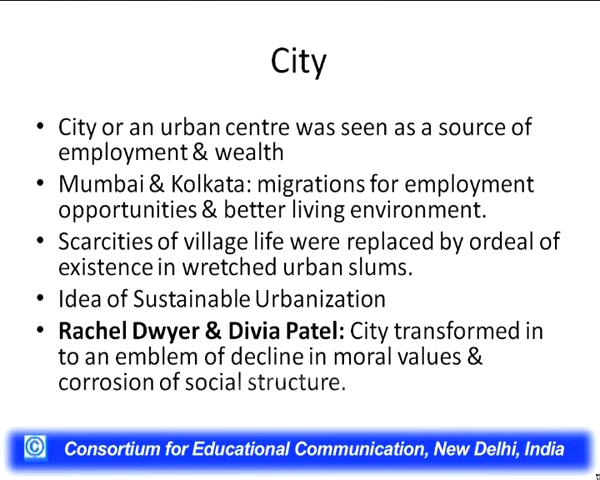 City
• City or an urban centre was seen as a source of
employment & wealth
• Mumbai & Kolkata: migrations for employment
opportunities & better living environment.
• Scarcities of village life were replaced by ordeal of
existence in wretched urban slums.
• Idea of Sustainable Urbanization
• Rachel Dwyer & Divia Patel: City transformed in
to an emblem of decline in moral values &
corrosion of social structure.
© Consortium for Educational Communication, New Delhi, India